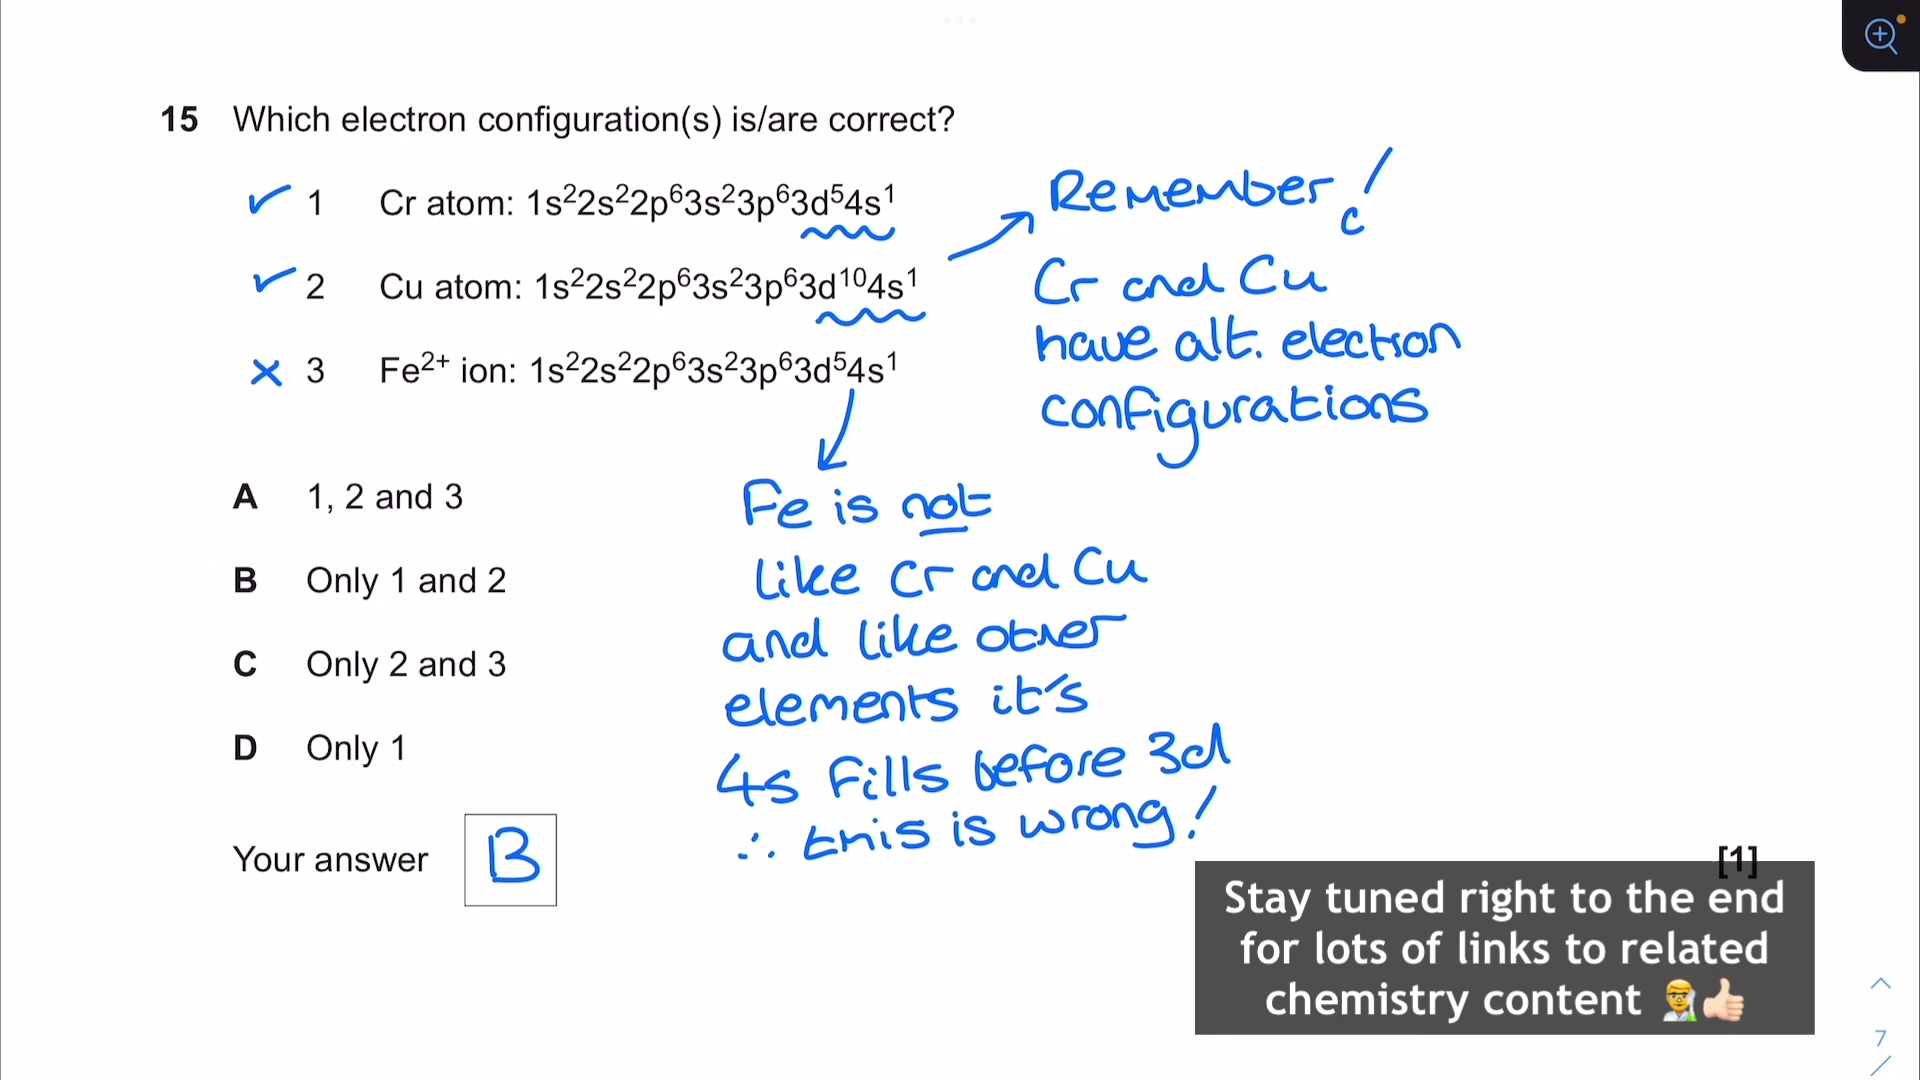 15 Which electron configuration(s) is/are correct?
✓ 1 Cr atom: 1s²2s²2p⁶3s²3p⁶3d⁵4s¹
✓ 2 Cu atom: 1s²2s²2p⁶3s²3p⁶3d¹⁰4s¹
✗ 3 Fe²⁺ ion: 1s²2s²2p⁶3s²3p⁶3d⁵4s¹
Remember!
Cr and Cu
have alt. electron
configurations
A 1, 2 and 3
B Only 1 and 2
C Only 2 and 3
D Only 1
Fe is not
like Cr and Cu
and like other
elements it's
4s fills before 3d
∴ this is wrong!
Your answer B
[1]
Stay tuned right to the end
for lots of links to related
chemistry content 👨‍🔬👍🏻
7